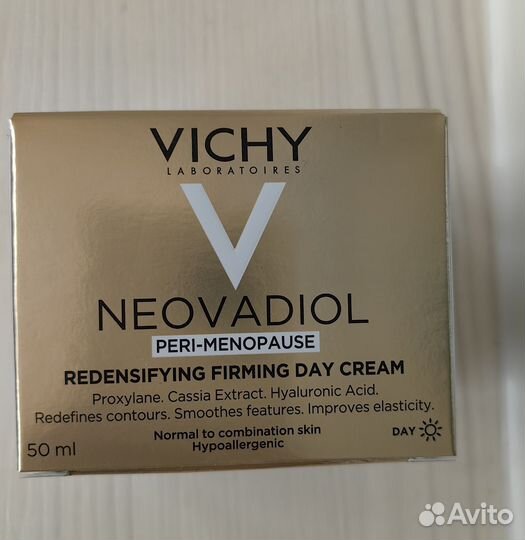 VICHY
LABORATOIRES
V
NEOVADIOL
PERI-MENOPAUSE
REDENSIFYING FIRMING DAY CREAM
Proxylane. Cassia Extract. Hyaluronic Acid.
Redefines contours. Smoothes features. Improves elasticity.
Normal to combination skin
Hypoallergenic
50 ml
DAY
Avito